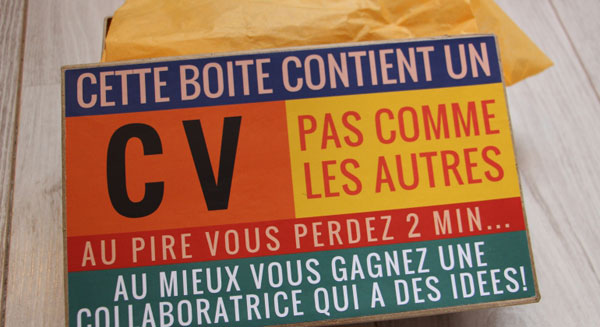 CETTE BOITE CONTIENT UN
CV
PAS COMME
LES AUTRES
AU PIRE VOUS PERDEZ 2 MIN...
AU MIEUX VOUS GAGNEZ UNE
COLLABORATRICE QUI A DES IDEES!